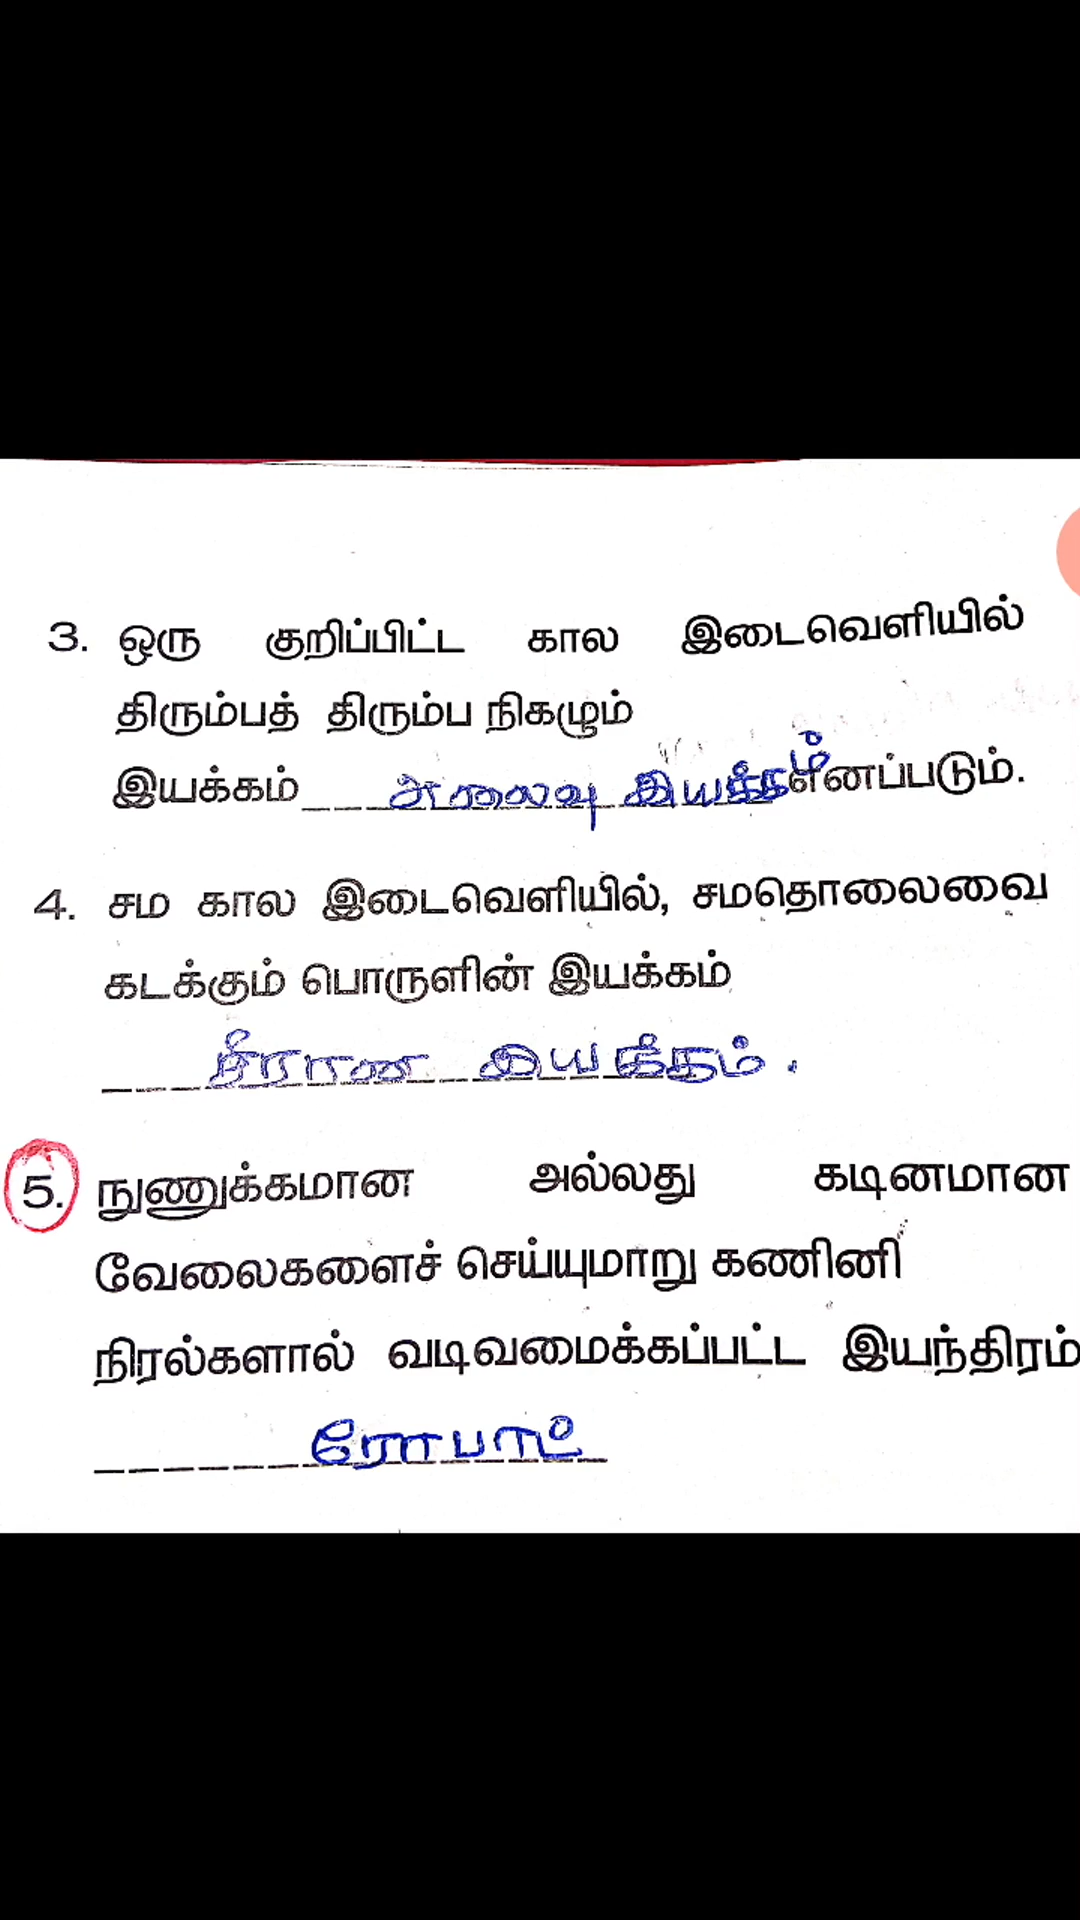 3. ஒரு குறிப்பிட்ட கால இடைவெளியில்
திரும்பத் திரும்ப நிகழும்
இயக்கம் அலைவு இயக்கம் எனப்படும்.
4. சம கால இடைவெளியில், சமதொலைவை
கடக்கும் பொருளின் இயக்கம்
சீரான இயக்கம்.
5. நுணுக்கமான அல்லது கடினமான
வேலைகளைச் செய்யுமாறு கணினி
நிரல்களால் வடிவமைக்கப்பட்ட இயந்திரம்
ரோபாட்